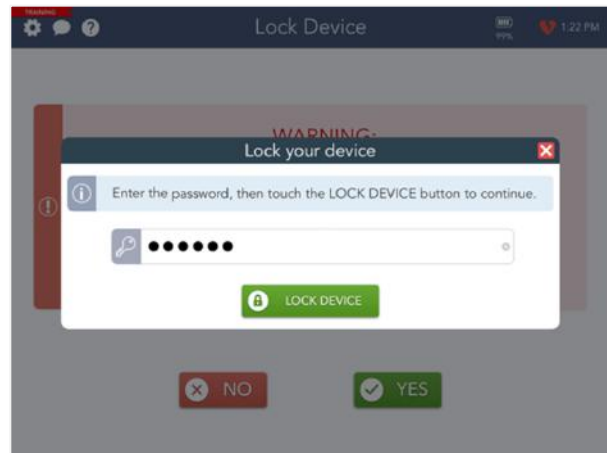 TRAINING
Lock Device
99%
1:22 PM
WARNING:
Lock your device
Enter the password, then touch the LOCK DEVICE button to continue.
LOCK DEVICE
NO
YES